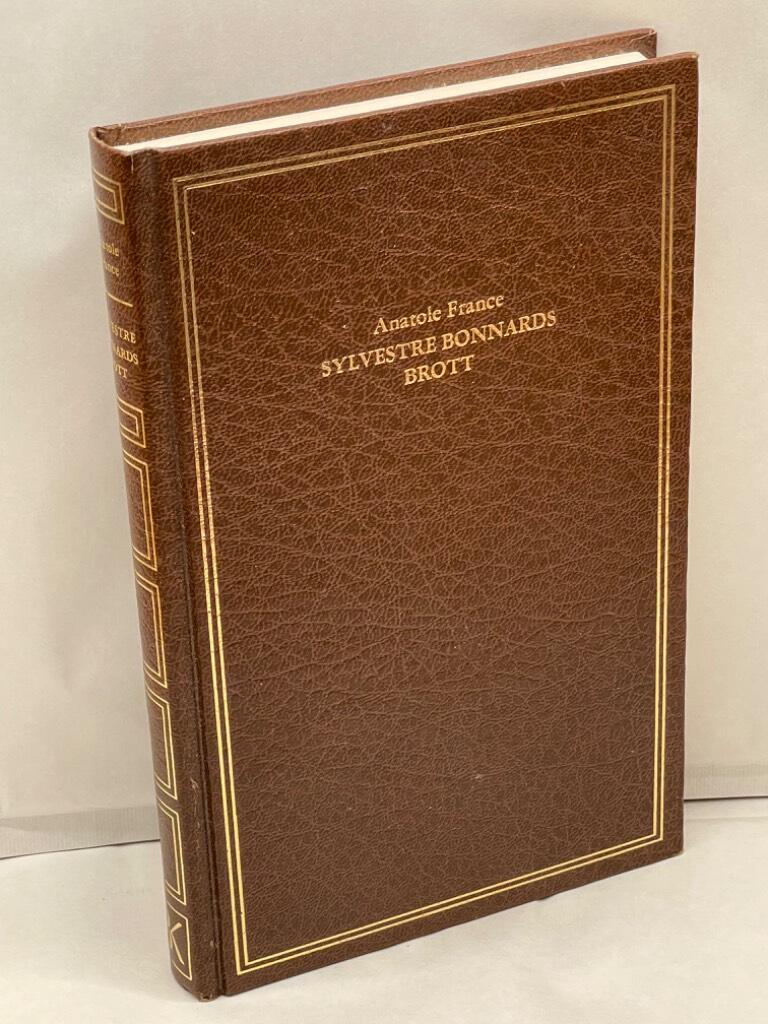 Anatole France
SYLVESTRE BONNARDS
BROTT
K